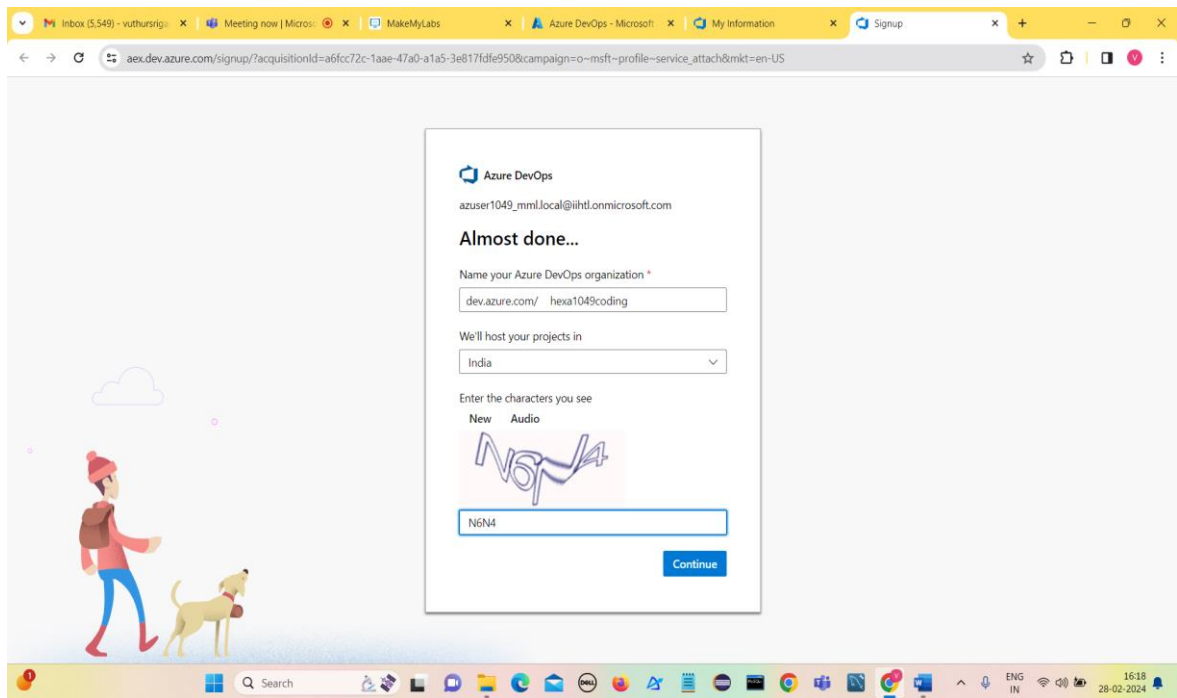 Inbox (5,549) - vuthursriga
Meeting now | Microsc
MakeMyLabs
Azure DevOps - Microsoft
My Information
Signup
aex.dev.azure.com/signup/?acquisitionId=a6fcc72c-1aae-47a0-a1a5-3e817fdfe950&campaign=o~msft~profile~service_attach&mkt=en-US
V
Azure DevOps
azuser1049_mml.local@iihtl.onmicrosoft.com
Almost done...
Name your Azure DevOps organization *
dev.azure.com/ hexa1049coding
We'll host your projects in
India
Enter the characters you see
New Audio
N6N4
Continue
1
Search
DELL
ENG
IN
16:18
28-02-2024